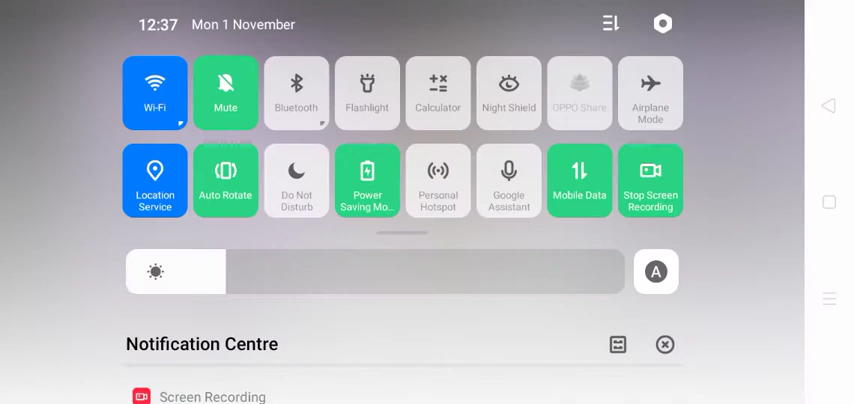 12:37 Mon 1 November
Wi-Fi Mute Bluetooth Flashlight Calculator Night Shield OPPO Share Airplane
Mode
Location Auto Rotate Do Not Power Personal Google Mobile Data Stop Screen
Service Disturb Saving Mo... Hotspot Assistant Recording
A
Notification Centre
Screen Recording